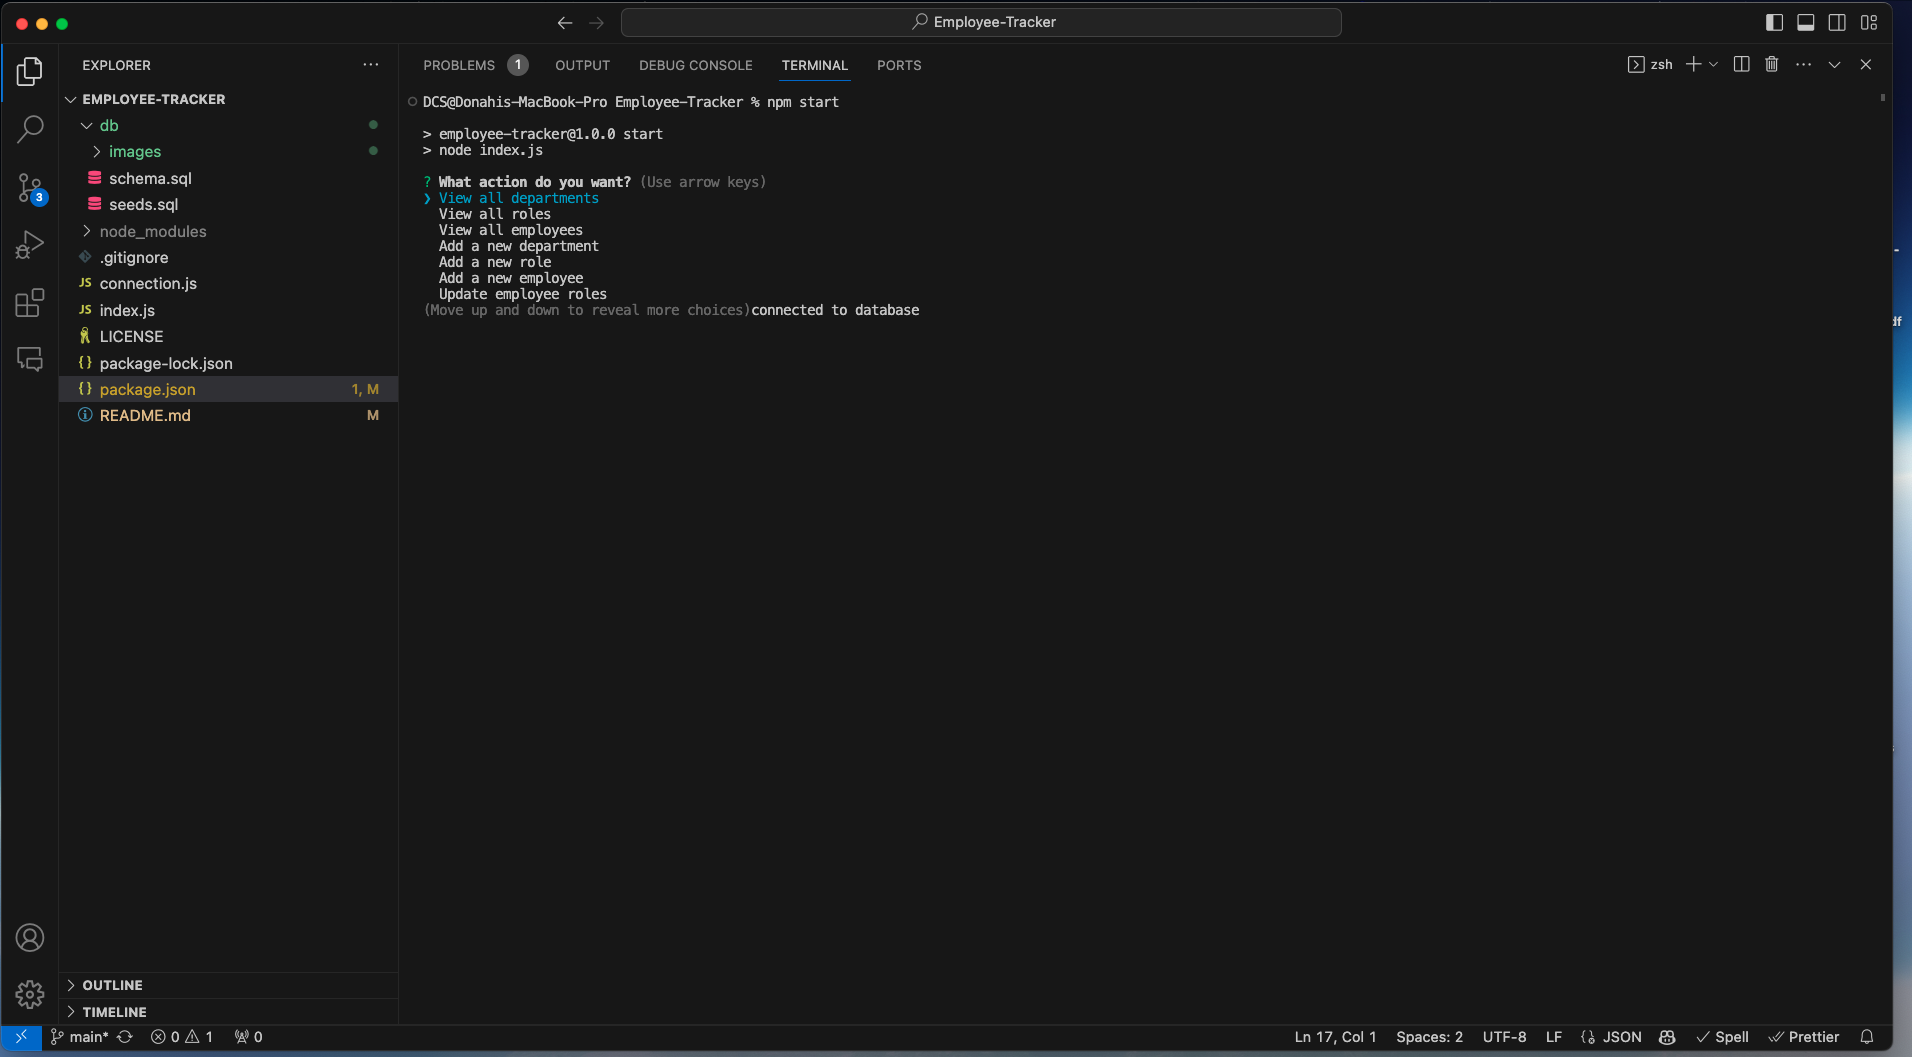 Employee-Tracker
EXPLORER
EMPLOYEE-TRACKER
db
images
schema.sql
seeds.sql
node_modules
.gitignore
JS connection.js
JS index.js
LICENSE
{} package-lock.json
{} package.json 1, M
README.md M
OUTLINE
TIMELINE
3
PROBLEMS 1 OUTPUT DEBUG CONSOLE TERMINAL PORTS
zsh
DCS@Donahis-MacBook-Pro Employee-Tracker % npm start
> employee-tracker@1.0.0 start
> node index.js
? What action do you want? (Use arrow keys)
❯ View all departments
View all roles
View all employees
Add a new department
Add a new role
Add a new employee
Update employee roles
(Move up and down to reveal more choices)connected to database
df
main* 0 1 0 Ln 17, Col 1 Spaces: 2 UTF-8 LF {} JSON Spell Prettier